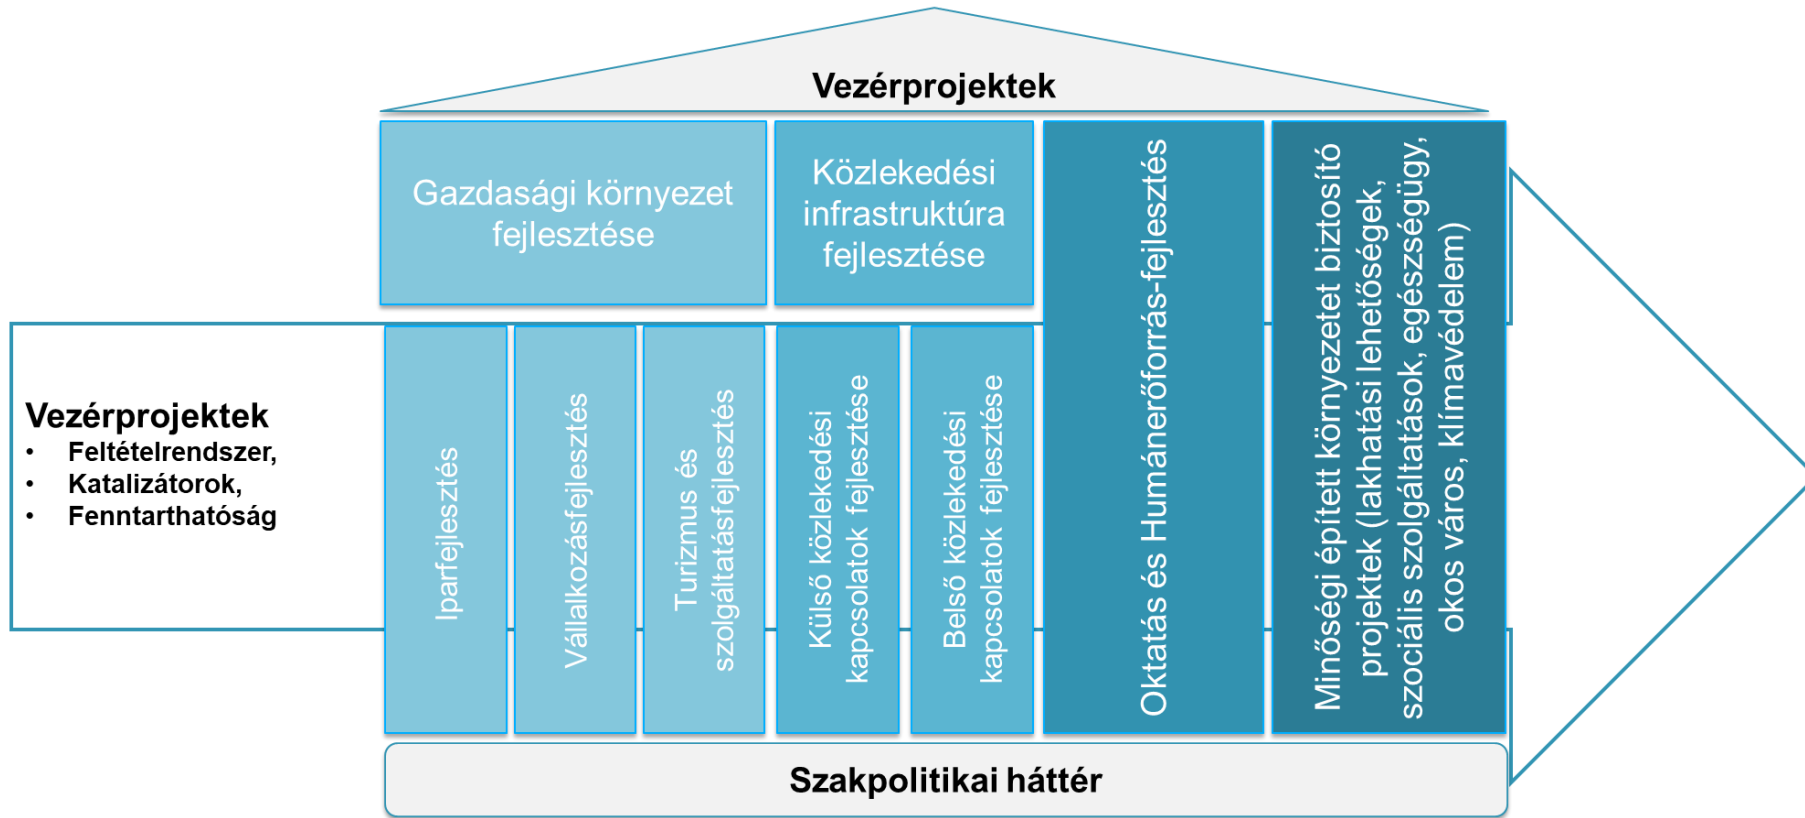 Vezérprojektek
Gazdasági környezet
fejlesztése
Közlekedési
infrastruktúra
fejlesztése
Oktatás és Humánerőforrás-fejlesztés
Minőségi épített környezetet biztosító
projektek (lakhatási lehetőségek,
szociális szolgáltatások, egészségügy,
okos város, klímavédelem)
Vezérprojektek
• Feltételrendszer,
• Katalizátorok,
• Fenntarthatóság
Iparfejlesztés
Vállalkozásfejlesztés
Turizmus és
szolgáltatásfejlesztés
Külső közlekedési
kapcsolatok fejlesztése
Belső közlekedési
kapcsolatok fejlesztése
Szakpolitikai háttér